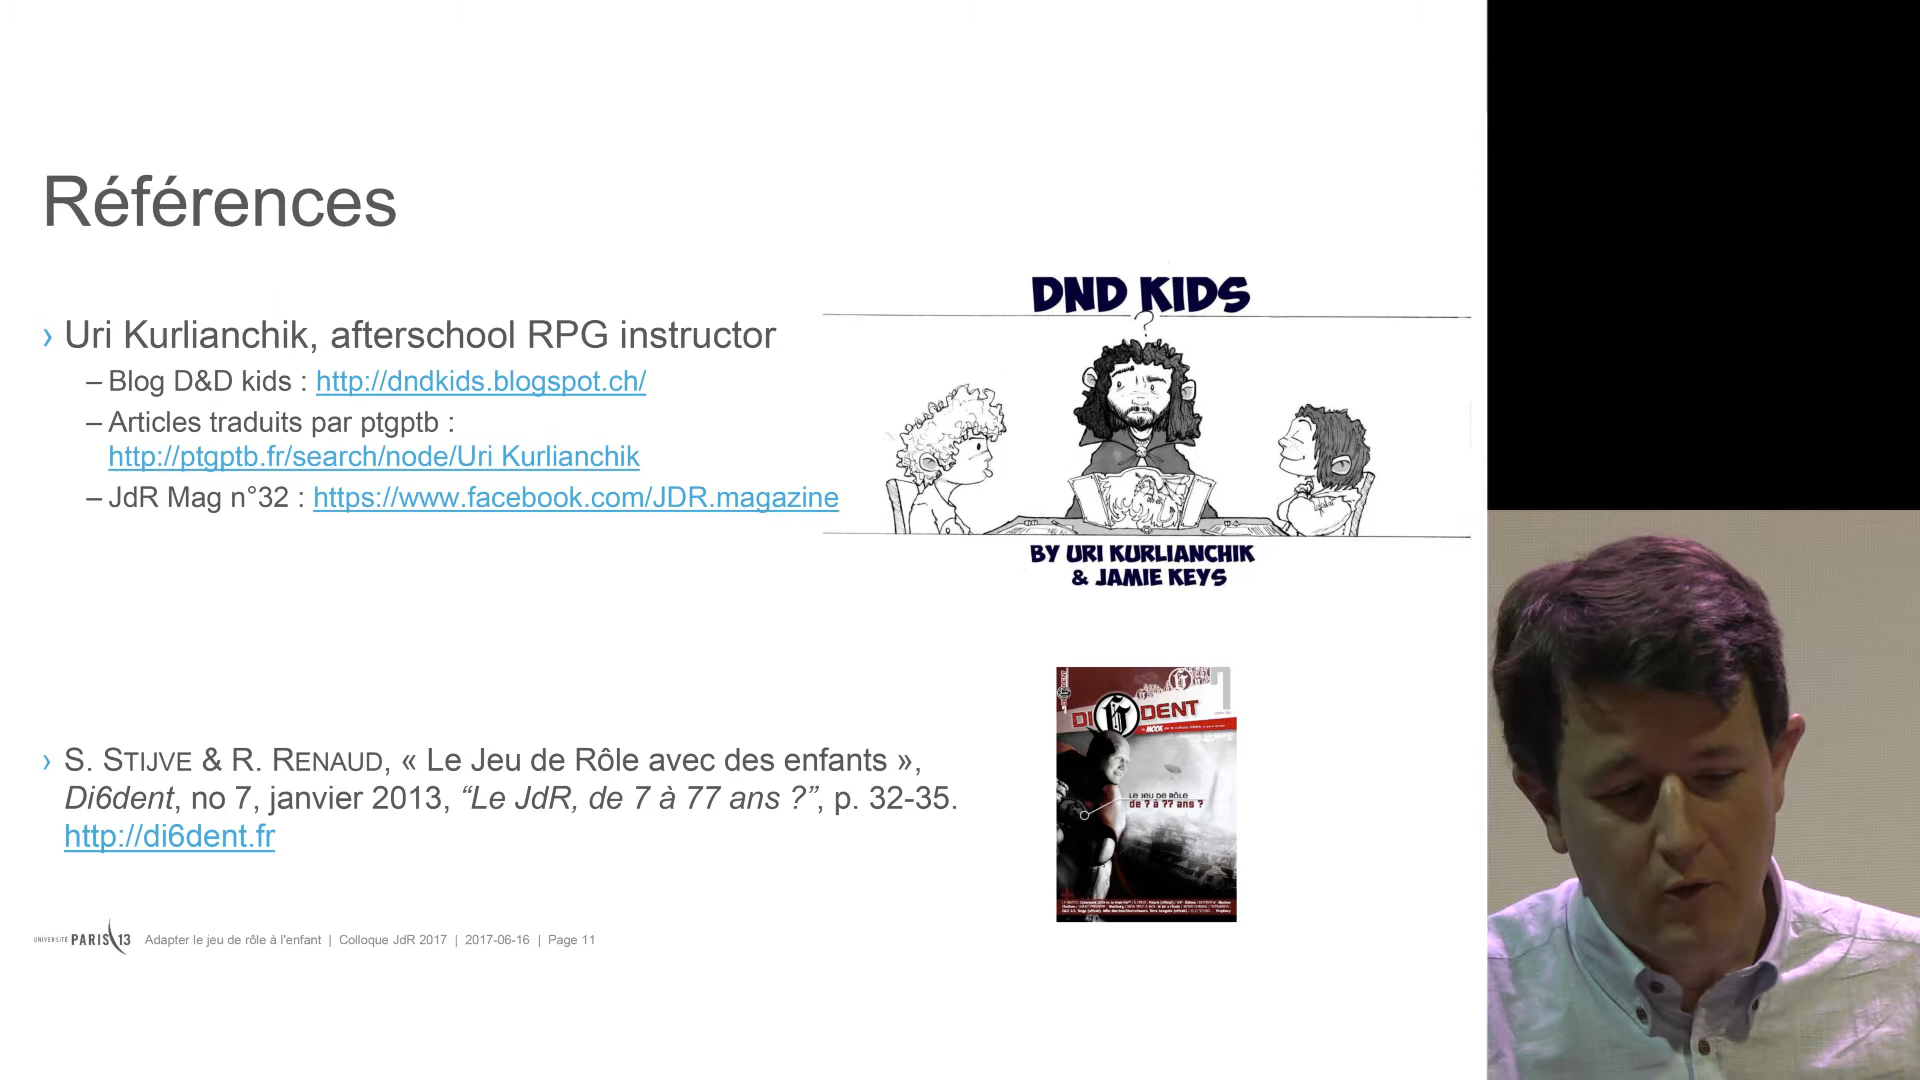 Références
› Uri Kurlianchik, afterschool RPG instructor
– Blog D&D kids : http://dndkids.blogspot.ch/
– Articles traduits par ptgptb :
http://ptgptb.fr/search/node/Uri Kurlianchik
– JdR Mag n°32 : https://www.facebook.com/JDR.magazine
DND KIDS
?
BY URI KURLIANCHIK
& JAMIE KEYS
› S. STIJVE & R. RENAUD, « Le Jeu de Rôle avec des enfants »,
Di6dent, no 7, janvier 2013, “Le JdR, de 7 à 77 ans ?”, p. 32-35.
http://di6dent.fr
DI6DENT
MOOK
LE JEU DE RÔLE
de 7 à 77 ans ?
UNIVERSITÉ PARIS 13 Adapter le jeu de rôle à l'enfant | Colloque JdR 2017 | 2017-06-16 | Page 11